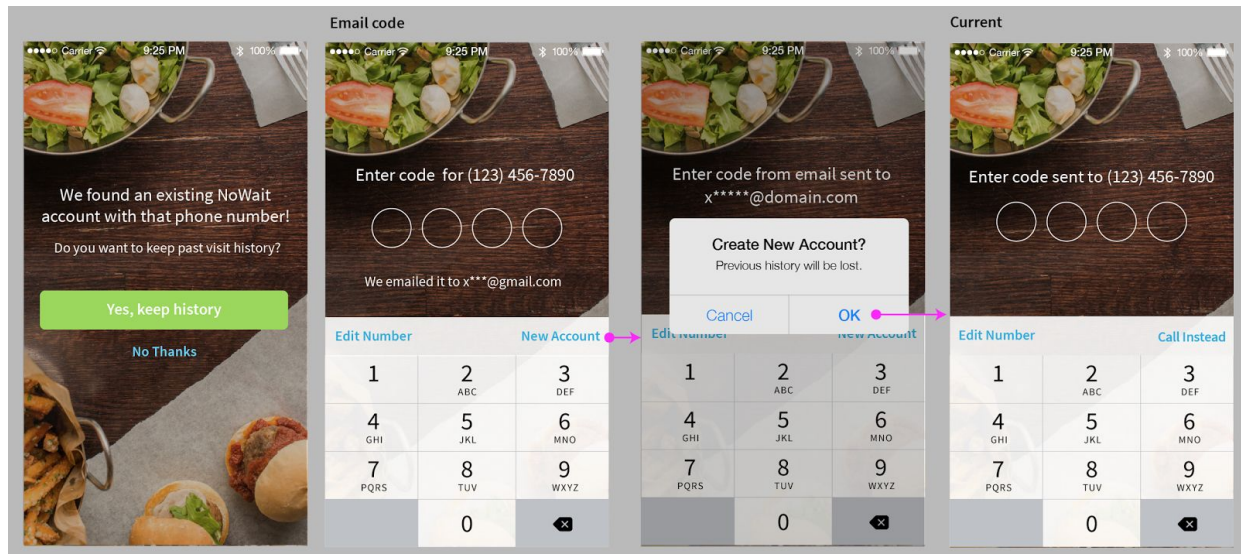 Email code
Current
●●●●○ Carrier 9:25 PM 100%
We found an existing NoWait
account with that phone number!
Do you want to keep past visit history?
Yes, keep history
No Thanks
●●●●○ Carrier 9:25 PM 100%
Enter code for (123) 456-7890
We emailed it to x***@gmail.com
Edit Number New Account
1 2 3
ABC DEF
4 5 6
GHI JKL MNO
7 8 9
PQRS TUV WXYZ
0
●●●●○ Carrier 9:25 PM 100%
Enter code from email sent to
x*****@domain.com
Create New Account?
Previous history will be lost.
Cancel OK
Edit Number New Account
1 2 3
ABC DEF
4 5 6
GHI JKL MNO
7 8 9
PQRS TUV WXYZ
0
●●●●○ Carrier 9:25 PM 100%
Enter code sent to (123) 456-7890
Edit Number Call Instead
1 2 3
ABC DEF
4 5 6
GHI JKL MNO
7 8 9
PQRS TUV WXYZ
0